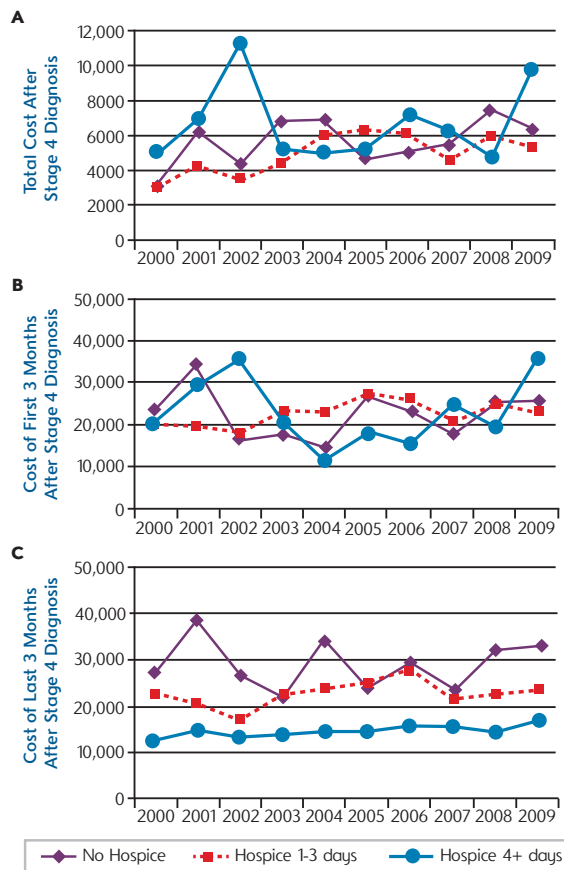 A
Total Cost After
Stage 4 Diagnosis
12,000
10,000
8000
6000
4000
2000
0
2000 2001 2002 2003 2004 2005 2006 2007 2008 2009
B
Cost of First 3 Months
After Stage 4 Diagnosis
50,000
40,000
30,000
20,000
10,000
0
2000 2001 2002 2003 2004 2005 2006 2007 2008 2009
C
Cost of Last 3 Months
After Stage 4 Diagnosis
50,000
40,000
30,000
20,000
10,000
0
2000 2001 2002 2003 2004 2005 2006 2007 2008 2009
No Hospice Hospice 1-3 days Hospice 4+ days